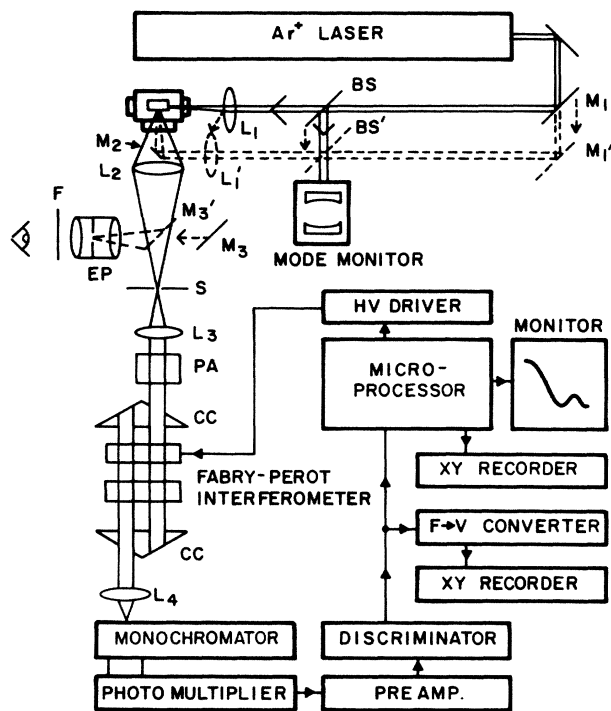 Ar⁺ LASER
BS
M₁
L₁
BS'
M₂
L₁'
M₁'
L₂
F
M₃'
M₃
EP
MODE MONITOR
S
HV DRIVER
L₃
MONITOR
PA
MICRO-
PROCESSOR
CC
XY RECORDER
FABRY-PEROT
INTERFEROMETER
F→V CONVERTER
CC
XY RECORDER
L₄
MONOCHROMATOR
DISCRIMINATOR
PHOTO MULTIPLIER
PRE AMP.